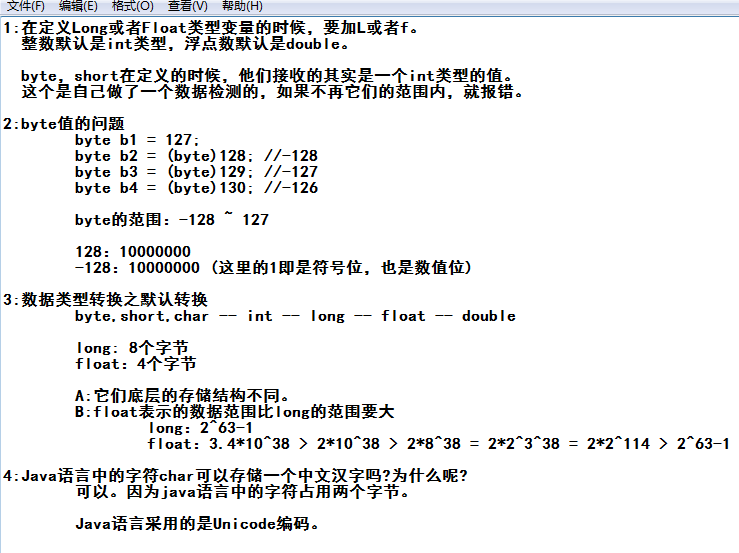 文件(F) 编辑(E) 格式(O) 查看(V) 帮助(H)
1:在定义Long或者Float类型变量的时候，要加L或者f。
整数默认是int类型，浮点数默认是double。
byte，short在定义的时候，他们接收的其实是一个int类型的值。
这个是自己做了一个数据检测的，如果不再它们的范围内，就报错。
2:byte值的问题
byte b1 = 127;
byte b2 = (byte)128; //-128
byte b3 = (byte)129; //-127
byte b4 = (byte)130; //-126
byte的范围：-128 ~ 127
128：10000000
-128：10000000 (这里的1即是符号位，也是数值位)
3:数据类型转换之默认转换
byte,short,char -- int -- long -- float -- double
long: 8个字节
float：4个字节
A:它们底层的存储结构不同。
B:float表示的数据范围比long的范围要大
long：2^63-1
float：3.4*10^38 > 2*10^38 > 2*8^38 = 2*2^3^38 = 2*2^114 > 2^63-1
4:Java语言中的字符char可以存储一个中文汉字吗?为什么呢?
可以。因为java语言中的字符占用两个字节。
Java语言采用的是Unicode编码。